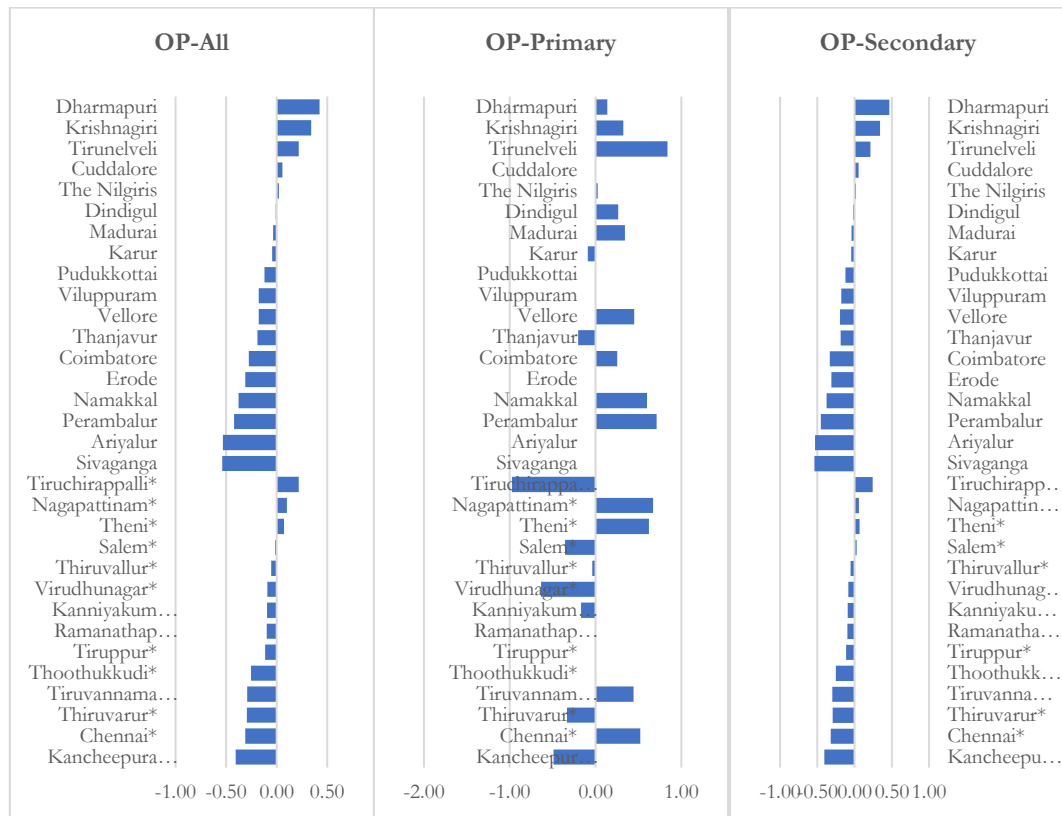 OP-All
Dharmapuri
Krishnagiri
Tirunelveli
Cuddalore
The Nilgiris
Dindigul
Madurai
Karur
Pudukkottai
Viluppuram
Vellore
Thanjavur
Coimbatore
Erode
Namakkal
Perambalur
Ariyalur
Sivaganga
Tiruchirappalli*
Nagapattinam*
Theni*
Salem*
Thiruvallur*
Virudhunagar*
Kanniyakum…
Ramanathap…
Tiruppur*
Thoothukkudi*
Tiruvannama…
Thiruvarur*
Chennai*
Kancheepura…
-1.00 -0.50 0.00 0.50
OP-Primary
Dharmapuri
Krishnagiri
Tirunelveli
Cuddalore
The Nilgiris
Dindigul
Madurai
Karur
Pudukkottai
Viluppuram
Vellore
Thanjavur
Coimbatore
Erode
Namakkal
Perambalur
Ariyalur
Sivaganga
Tiruchirappa…
Nagapattinam*
Theni*
Salem*
Thiruvallur*
Virudhunagar*
Kanniyakum…
Ramanathap…
Tiruppur*
Thoothukkudi*
Tiruvannam…
Thiruvarur*
Chennai*
Kancheepur…
-2.00 -1.00 0.00 1.00
OP-Secondary
Dharmapuri
Krishnagiri
Tirunelveli
Cuddalore
The Nilgiris
Dindigul
Madurai
Karur
Pudukkottai
Viluppuram
Vellore
Thanjavur
Coimbatore
Erode
Namakkal
Perambalur
Ariyalur
Sivaganga
Tiruchirapp…
Nagapattin…
Theni*
Salem*
Thiruvallur*
Virudhunag…
Kanniyaku…
Ramanatha…
Tiruppur*
Thoothukk…
Tiruvanna…
Thiruvarur*
Chennai*
Kancheepu…
-1.00 -0.50 0.00 0.50 1.00